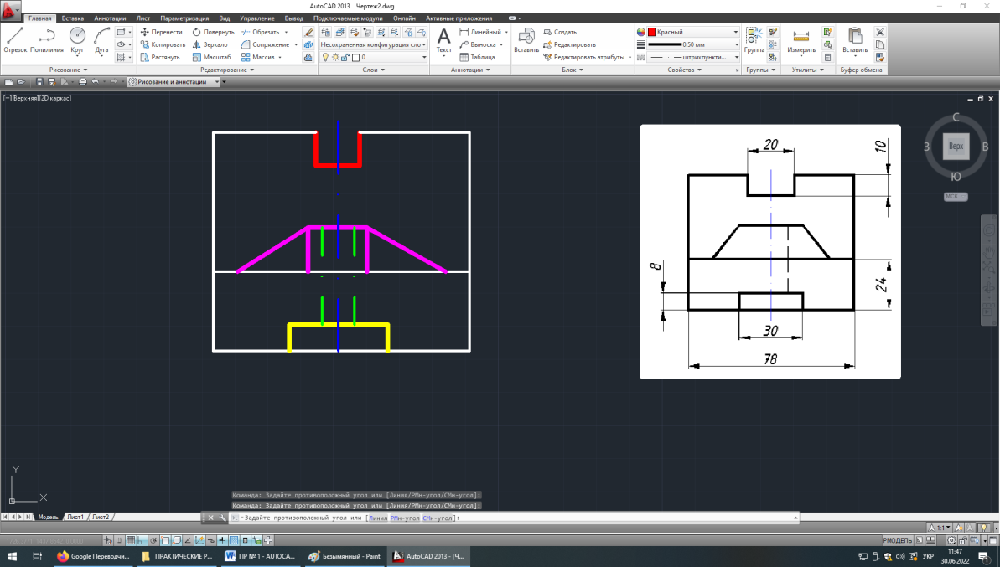 AutoCAD 2013 Чертеж2.dwg
Главная Вставка Аннотации Лист Параметризация Вид Управление Вывод Подключаемые модули Онлайн Активные приложения
Отрезок Полилиния Круг Дуга
Перенести Повернуть Обрезать
Копировать Зеркало Сопряжение
Растянуть Масштаб Массив
Несохраненная конфигурация сло
0
Текст
Линейный
Выноска
Таблица
Вставить
Создать
Редактировать
Редактировать атрибуты
Красный
0.50 мм
штрихпункти...
Группа
Измерить
Вставить
Рисование Редактирование Слои Аннотации Блок Свойства Группы Утилиты Буфер обмена
Рисование и аннотации
[−][Верхняя][2D каркас]
20
10
8
24
30
78
С
З Верх В
Ю
МСК
Y
X
Команда: Задайте противоположный угол или [Линия/РМн-угол/СМн-угол]:
Команда: Задайте противоположный угол или [Линия/РМн-угол/СМн-угол]:
Задайте противоположный угол или [Линия РМн-угол СМн-угол]:
Модель Лист1 Лист2
1:1
РМОДЕЛЬ
Google Переводчи... ПРАКТИЧЕСКИЕ Р... ПР № 1 - AUTOCA... Безымянный - Paint AutoCAD 2013 - [Ч...
УКР
11:47
30.06.2022
1